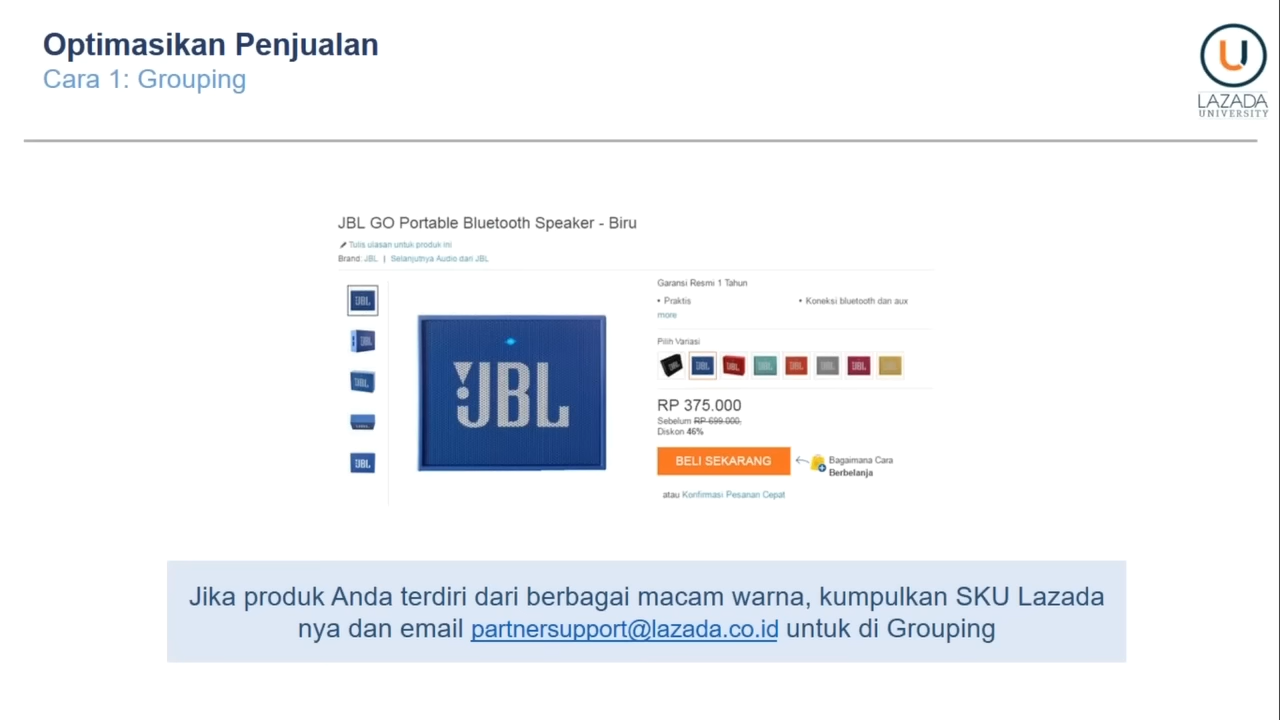 Optimasikan Penjualan
Cara 1: Grouping
U
LAZADA
UNIVERSITY
JBL GO Portable Bluetooth Speaker - Biru
Tulis ulasan untuk produk ini
Brand: JBL | Selanjutnya Audio dari JBL
Garansi Resmi 1 Tahun
• Praktis
• Koneksi bluetooth dan aux
more
Pilih Variasi
JBL
RP 375.000
Sebelum RP 699.000.
Diskon 46%
BELI SEKARANG
Bagaimana Cara
Berbelanja
atau Konfirmasi Pesanan Cepat
Jika produk Anda terdiri dari berbagai macam warna, kumpulkan SKU Lazada
nya dan email partnersupport@lazada.co.id untuk di Grouping